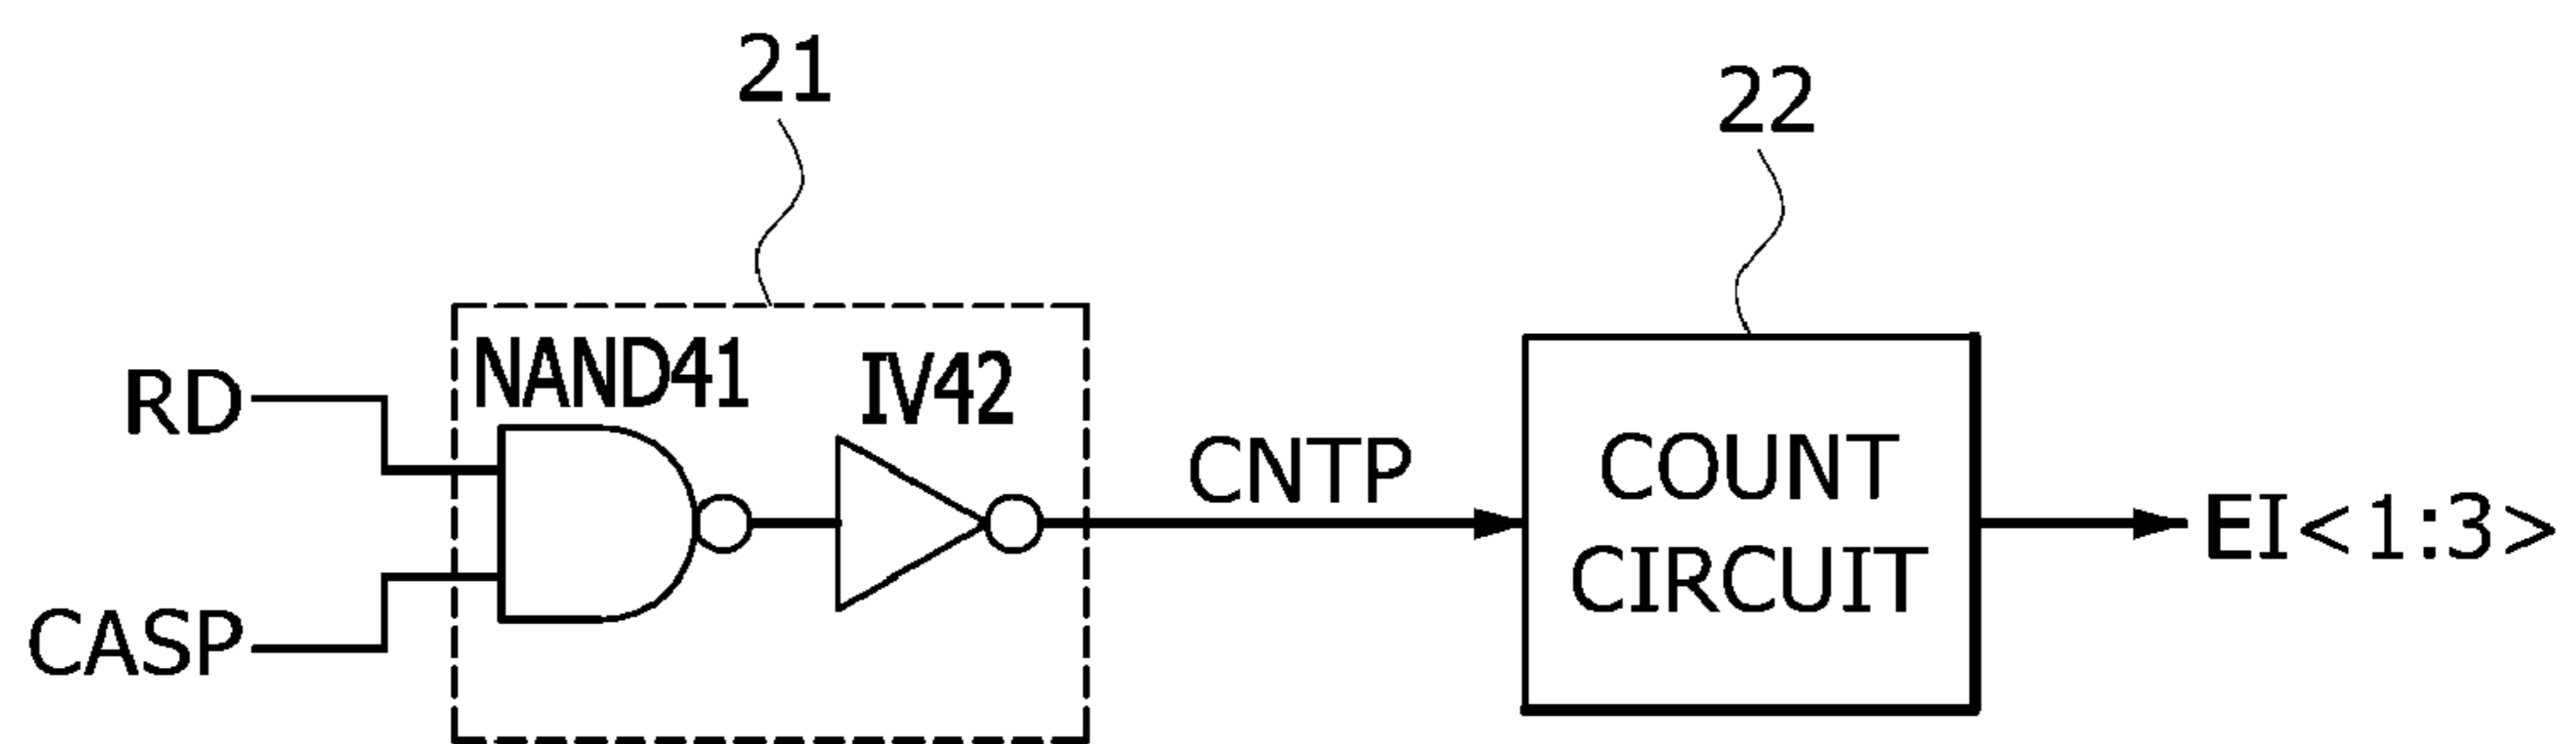 21
22
NAND41
IV42
RD
CNTP
COUNT
CIRCUIT
EI<1:3>
CASP